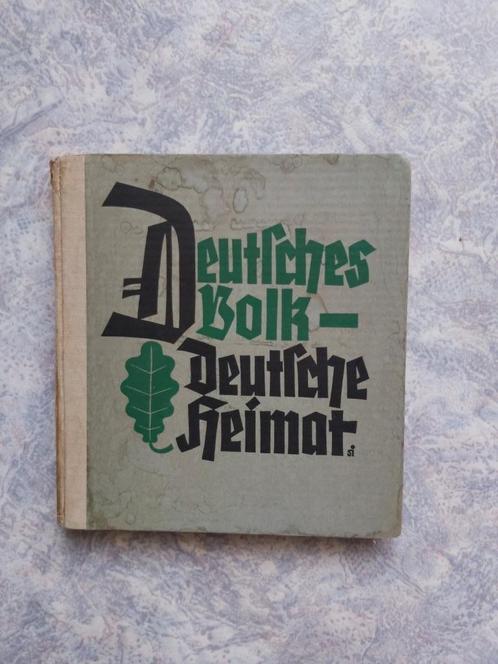 Deutsches
Volk –
Deutsche
Heimat.